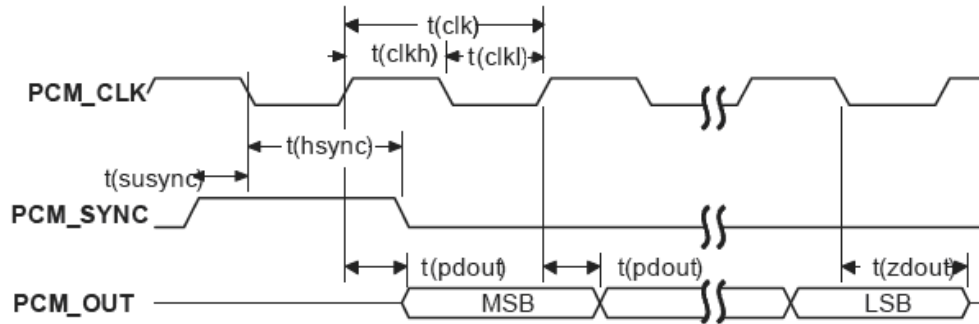 t(clk)
t(clkh) t(clkl)
PCM_CLK
t(hsync)
t(susync)
PCM_SYNC
t(pdout) t(pdout) t(zdout)
PCM_OUT MSB LSB